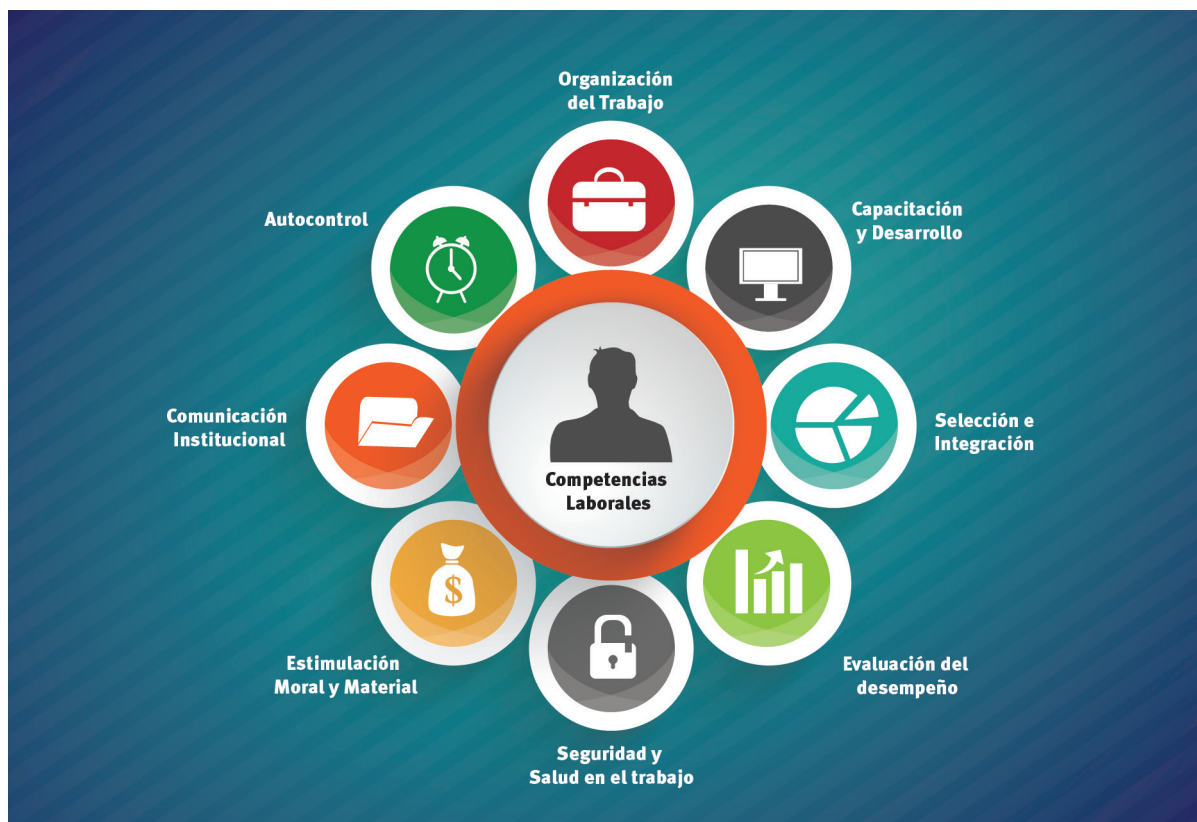 Organización
del Trabajo
Capacitación
y Desarrollo
Autocontrol
Selección e
Integración
Comunicación
Institucional
Competencias
Laborales
$
Estimulación
Moral y Material
Evaluación del
desempeño
Seguridad y
Salud en el trabajo